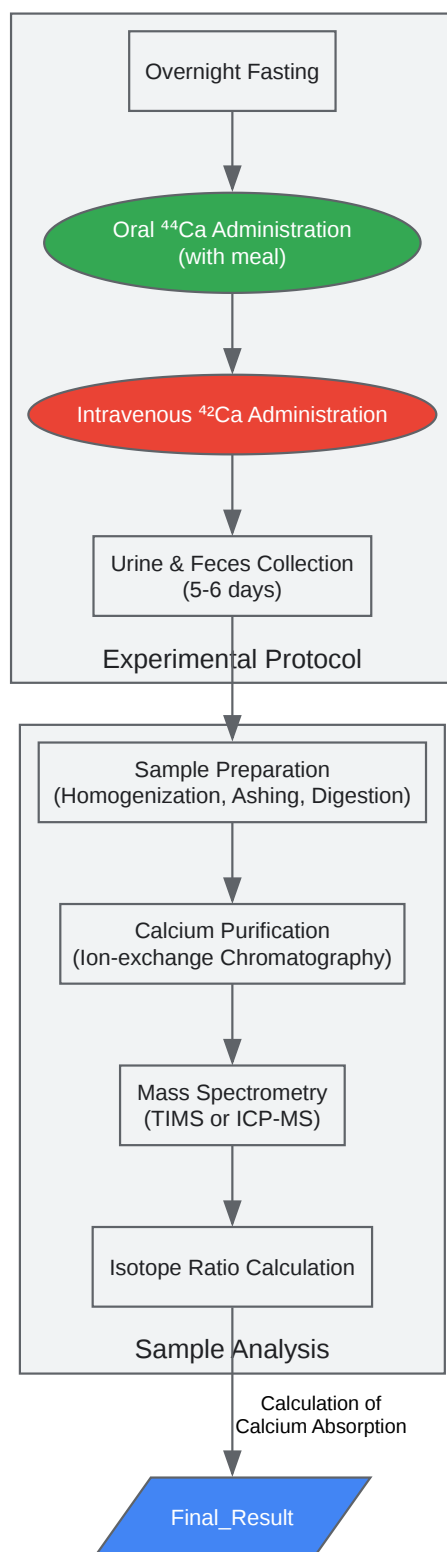 Overnight Fasting
Oral ⁴⁴Ca Administration
(with meal)
Intravenous ⁴²Ca Administration
Urine & Feces Collection
(5-6 days)
Experimental Protocol
Sample Preparation
(Homogenization, Ashing, Digestion)
Calcium Purification
(Ion-exchange Chromatography)
Mass Spectrometry
(TIMS or ICP-MS)
Isotope Ratio Calculation
Sample Analysis
Calculation of
Calcium Absorption
Final_Result